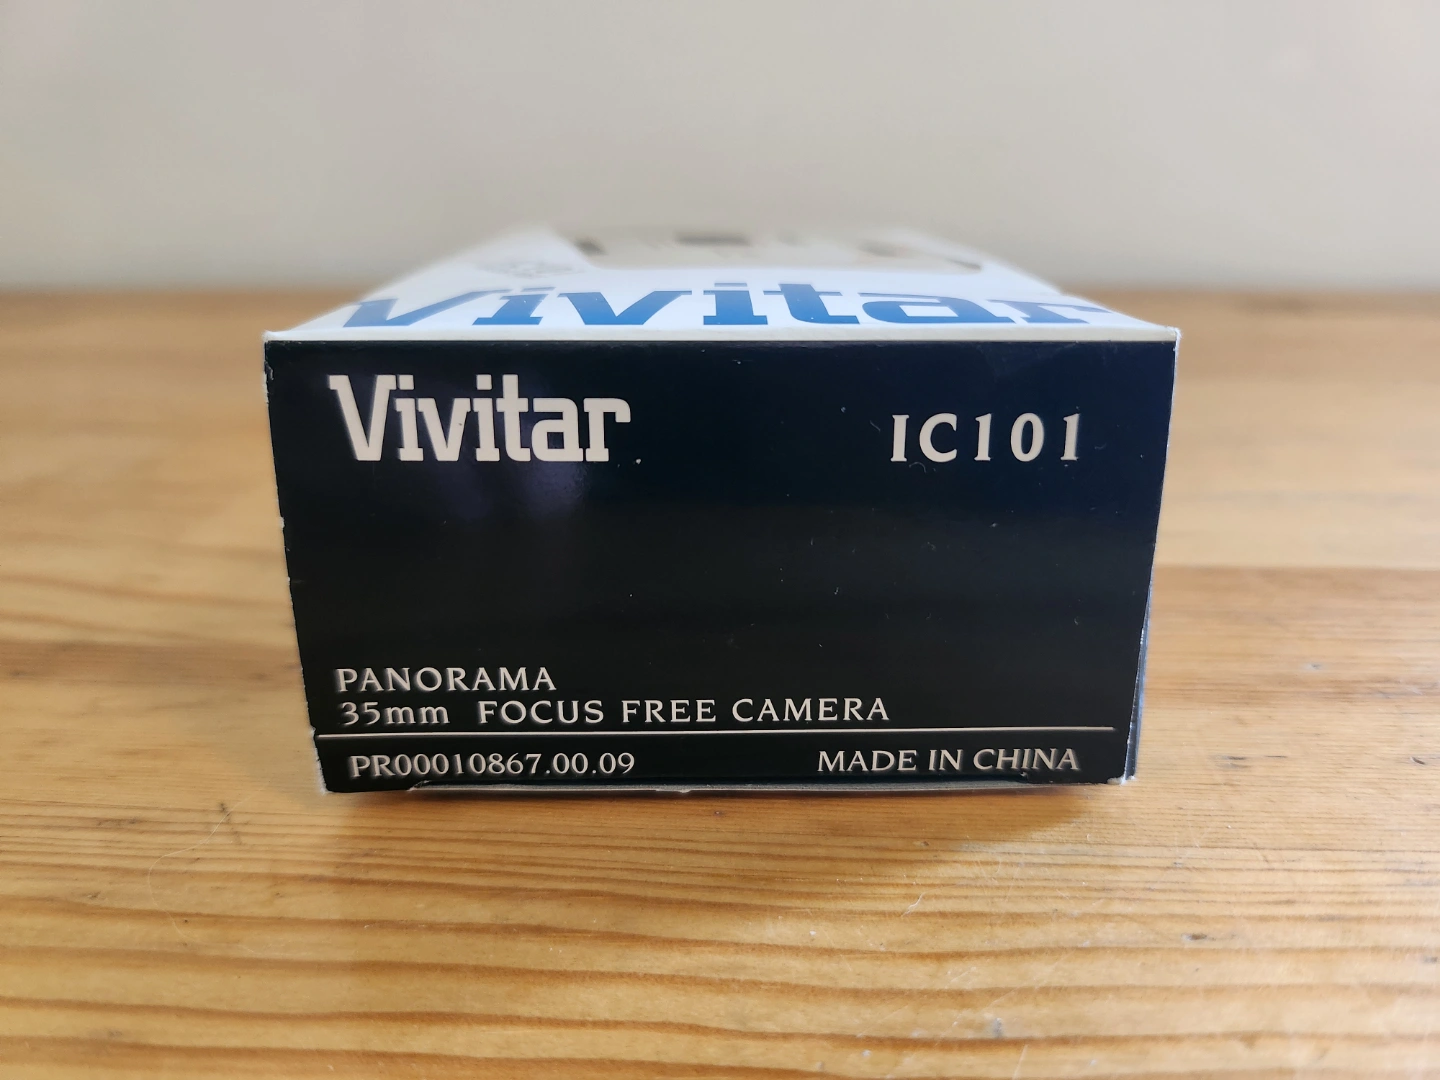 Vivitar
Vivitar IC101
PANORAMA
35mm FOCUS FREE CAMERA
PR00010867.00.09 MADE IN CHINA